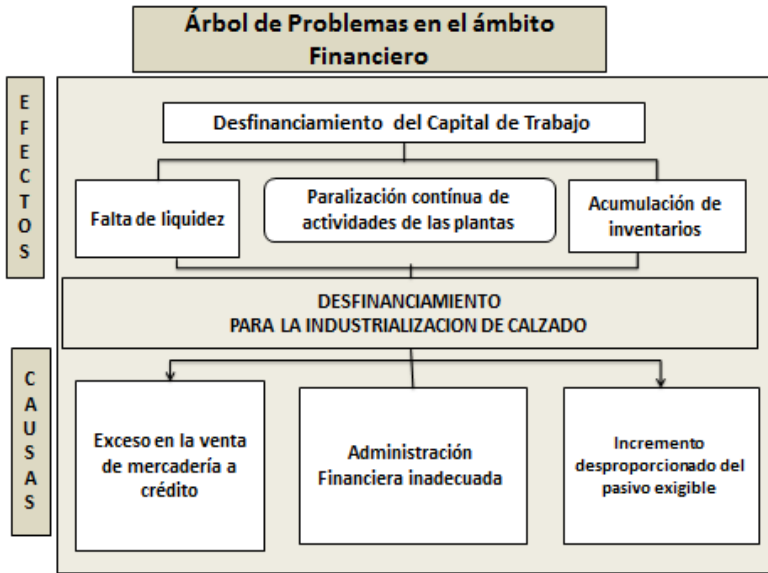 Árbol de Problemas en el ámbito
Financiero
E
F
E
C
T
O
S
Desfinanciamiento del Capital de Trabajo
Falta de liquidez
Paralización contínua de
actividades de las plantas
Acumulación de
inventarios
DESFINANCIAMIENTO
PARA LA INDUSTRIALIZACION DE CALZADO
C
A
U
S
A
S
Exceso en la venta
de mercadería a
crédito
Administración
Financiera inadecuada
Incremento
desproporcionado del
pasivo exigible